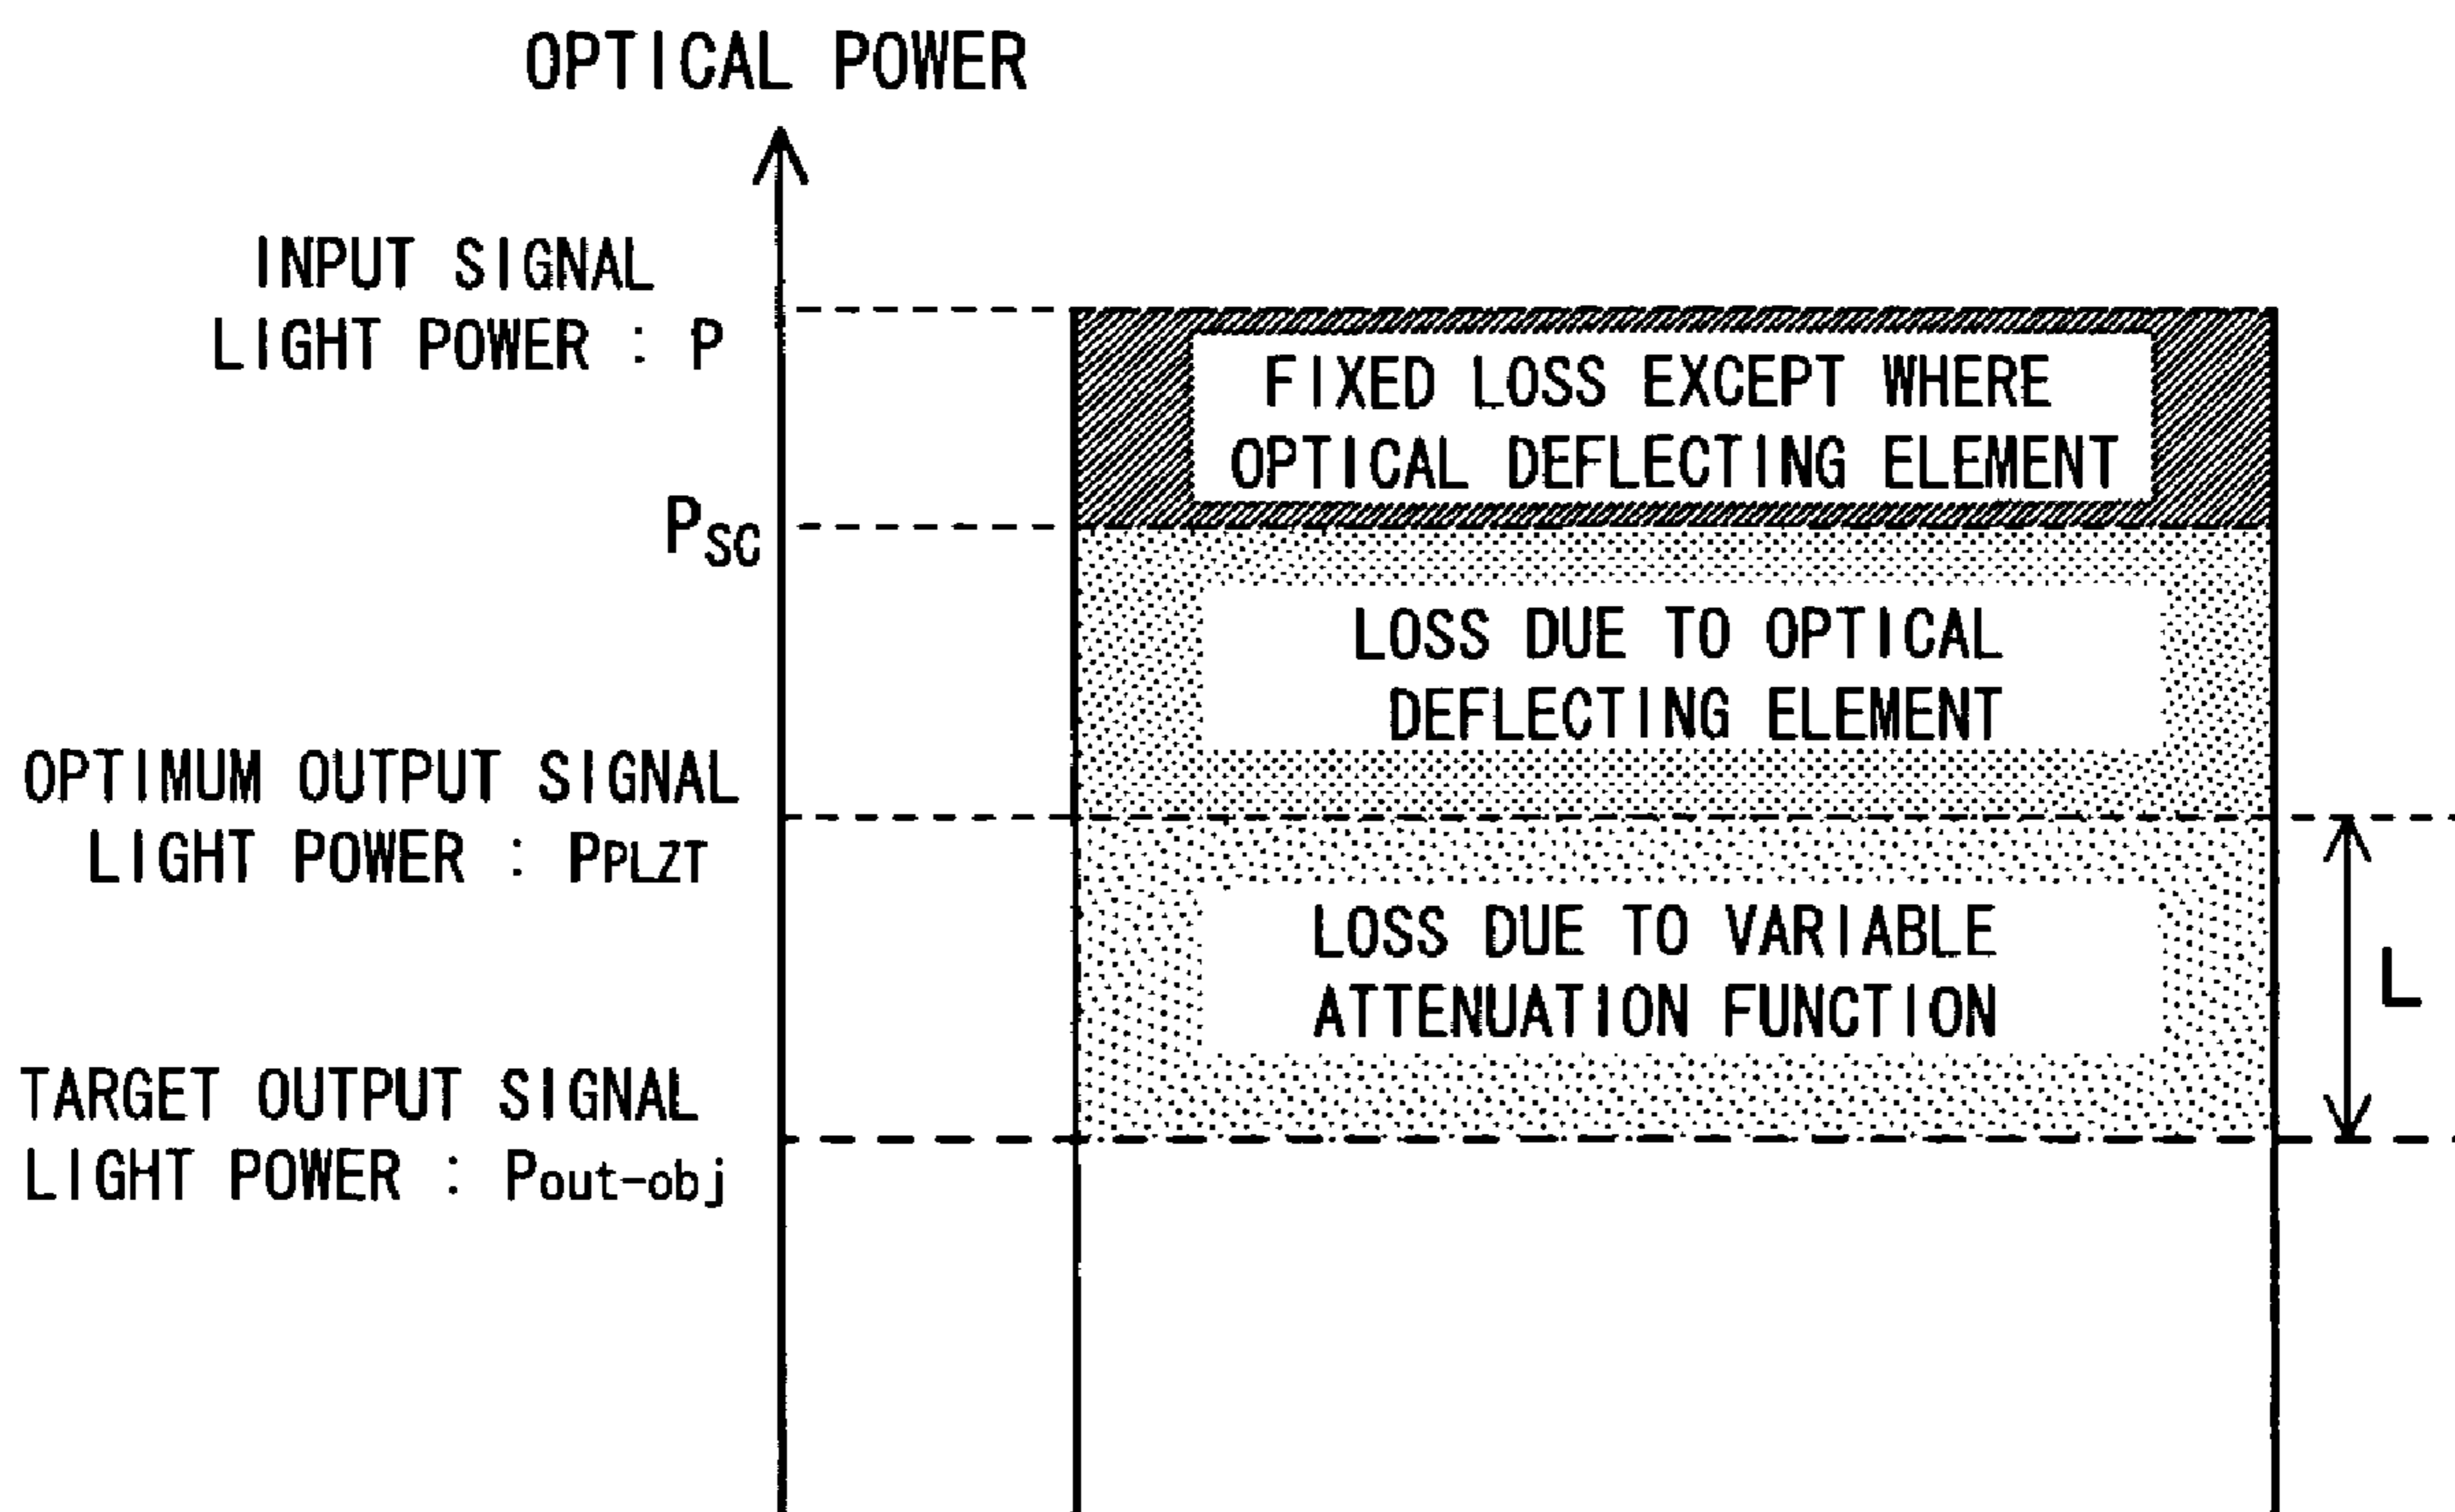 OPTICAL POWER
INPUT SIGNAL
LIGHT POWER : P
FIXED LOSS EXCEPT WHERE
OPTICAL DEFLECTING ELEMENT
PSC
LOSS DUE TO OPTICAL
DEFLECTING ELEMENT
OPTIMUM OUTPUT SIGNAL
LIGHT POWER : PPLZT
LOSS DUE TO VARIABLE
ATTENUATION FUNCTION
L
TARGET OUTPUT SIGNAL
LIGHT POWER : Pout-obj